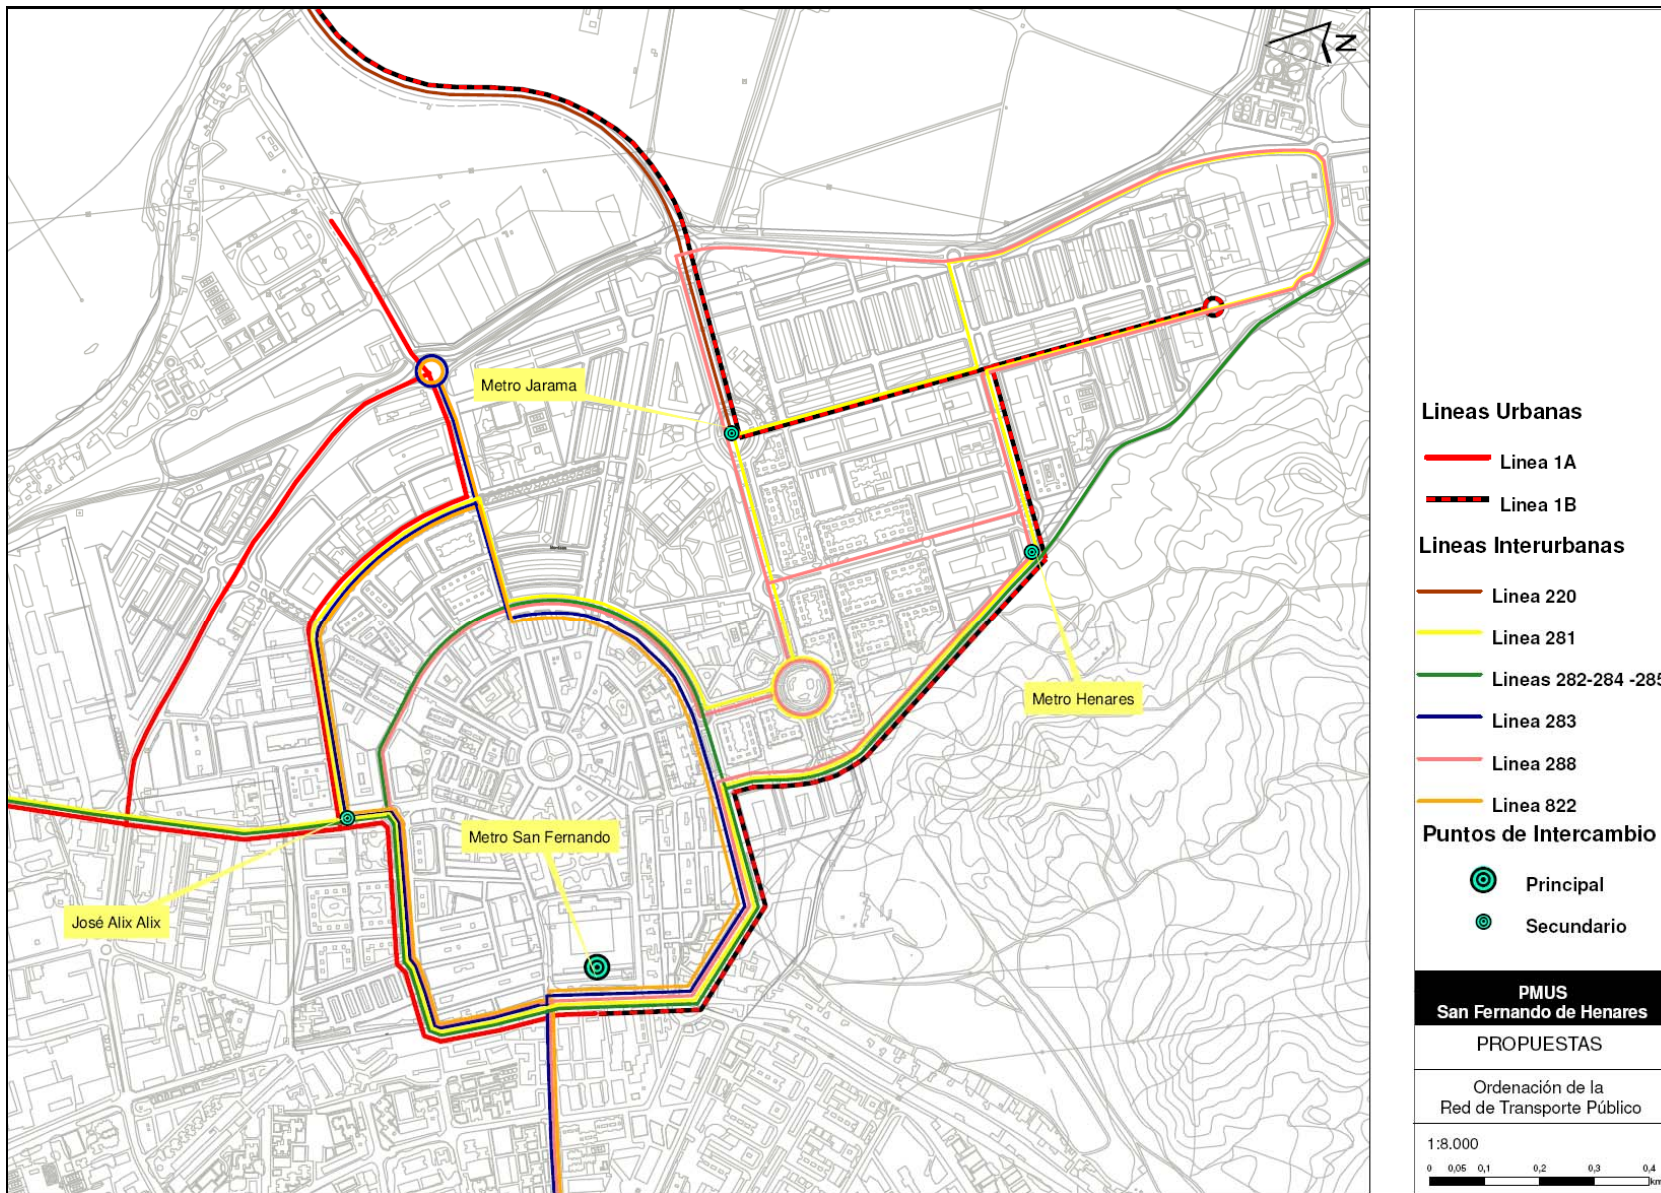 N
Metro Jarama
Metro Henares
Metro San Fernando
José Alix Alix
Lineas Urbanas
Linea 1A
Linea 1B
Lineas Interurbanas
Linea 220
Linea 281
Lineas 282-284 -285
Linea 283
Linea 288
Linea 822
Puntos de Intercambio
Principal
Secundario
PMUS
San Fernando de Henares
PROPUESTAS
Ordenación de la
Red de Transporte Público
1:8.000
0 0,05 0,1 0,2 0,3 0,4
km